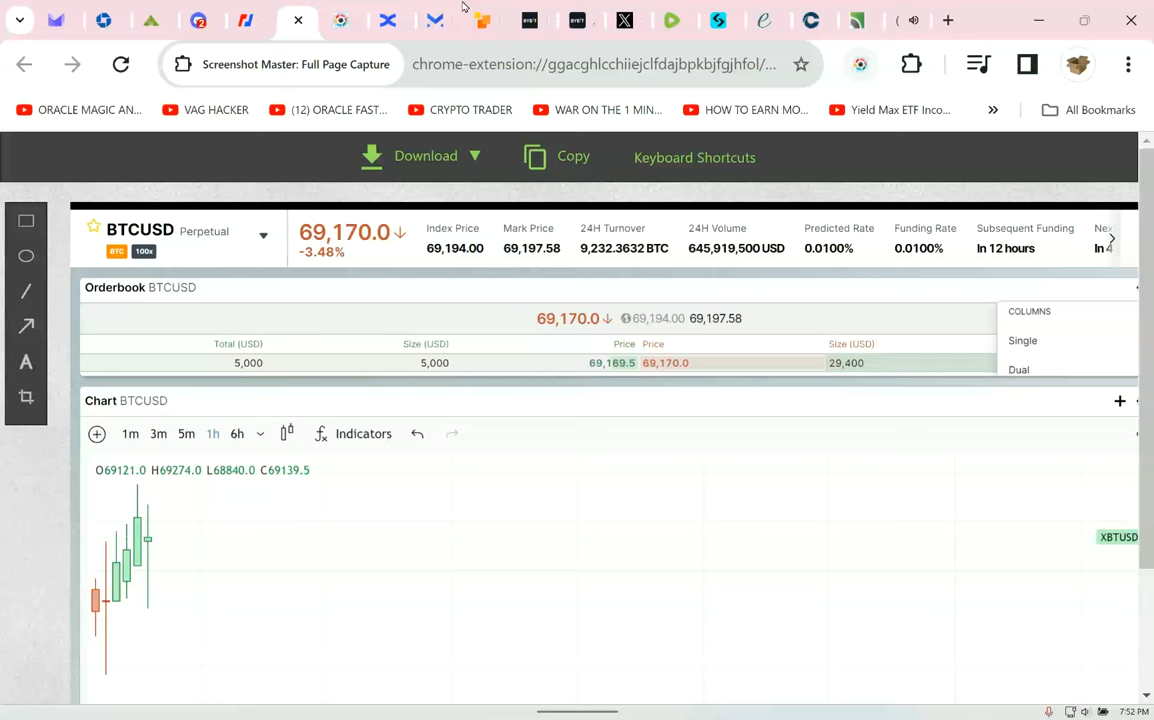 Screenshot Master: Full Page Capture
chrome-extension://ggacghlcchiiejclfdajbpkbjfgjhfol/...
ORACLE MAGIC AN... VAG HACKER (12) ORACLE FAST... CRYPTO TRADER WAR ON THE 1 MIN... HOW TO EARN MO... Yield Max ETF Inco... » All Bookmarks
Download ▼ Copy Keyboard Shortcuts
BTCUSD Perpetual
BTC 100x
69,170.0
-3.48%
Index Price Mark Price 24H Turnover 24H Volume Predicted Rate Funding Rate Subsequent Funding Ne
69,194.00 69,197.58 9,232.3632 BTC 645,919,500 USD 0.0100% 0.0100% In 12 hours In 4
Orderbook BTCUSD
69,170.0 69,194.00 69,197.58
COLUMNS
Single
Dual
Total (USD) Size (USD) Price Price Size (USD)
5,000 5,000 69,169.5 69,170.0 29,400
Chart BTCUSD
1m 3m 5m 1h 6h Indicators
O69121.0 H69274.0 L68840.0 C69139.5
XBTUSD
7:52 PM